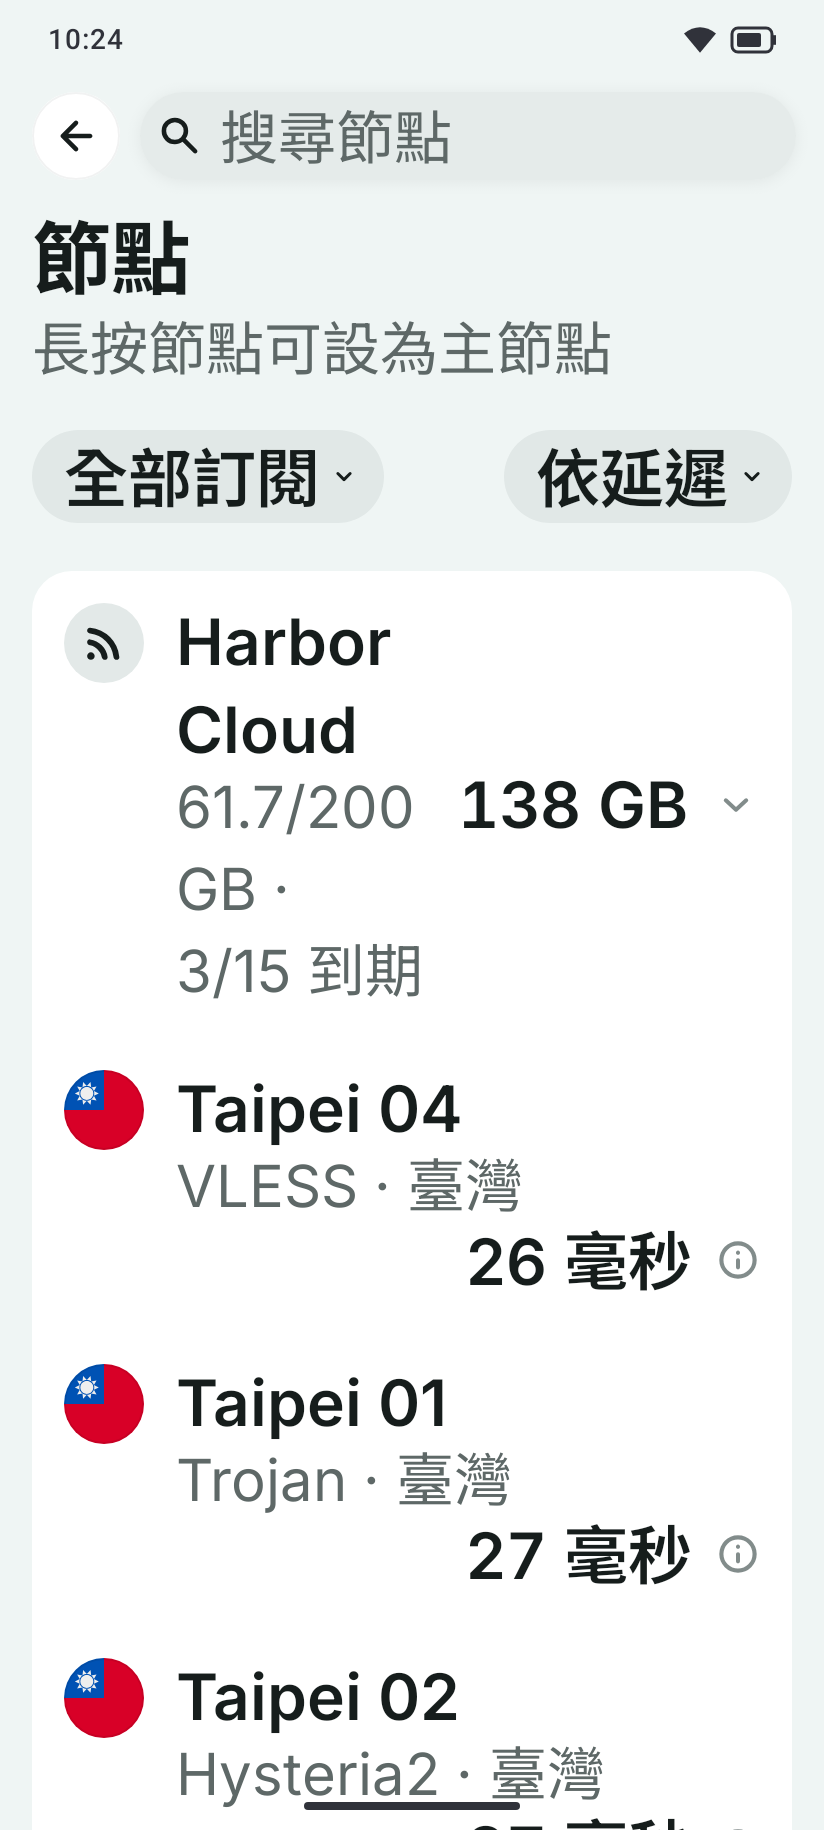 10:24
搜尋節點
節點
長按節點可設為主節點
全部訂閱
依延遲
Harbor
Cloud
61.7/200
GB ·
3/15 到期
138 GB
Taipei 04
VLESS · 臺灣
26 毫秒
Taipei 01
Trojan · 臺灣
27 毫秒
Taipei 02
Hysteria2 · 臺灣